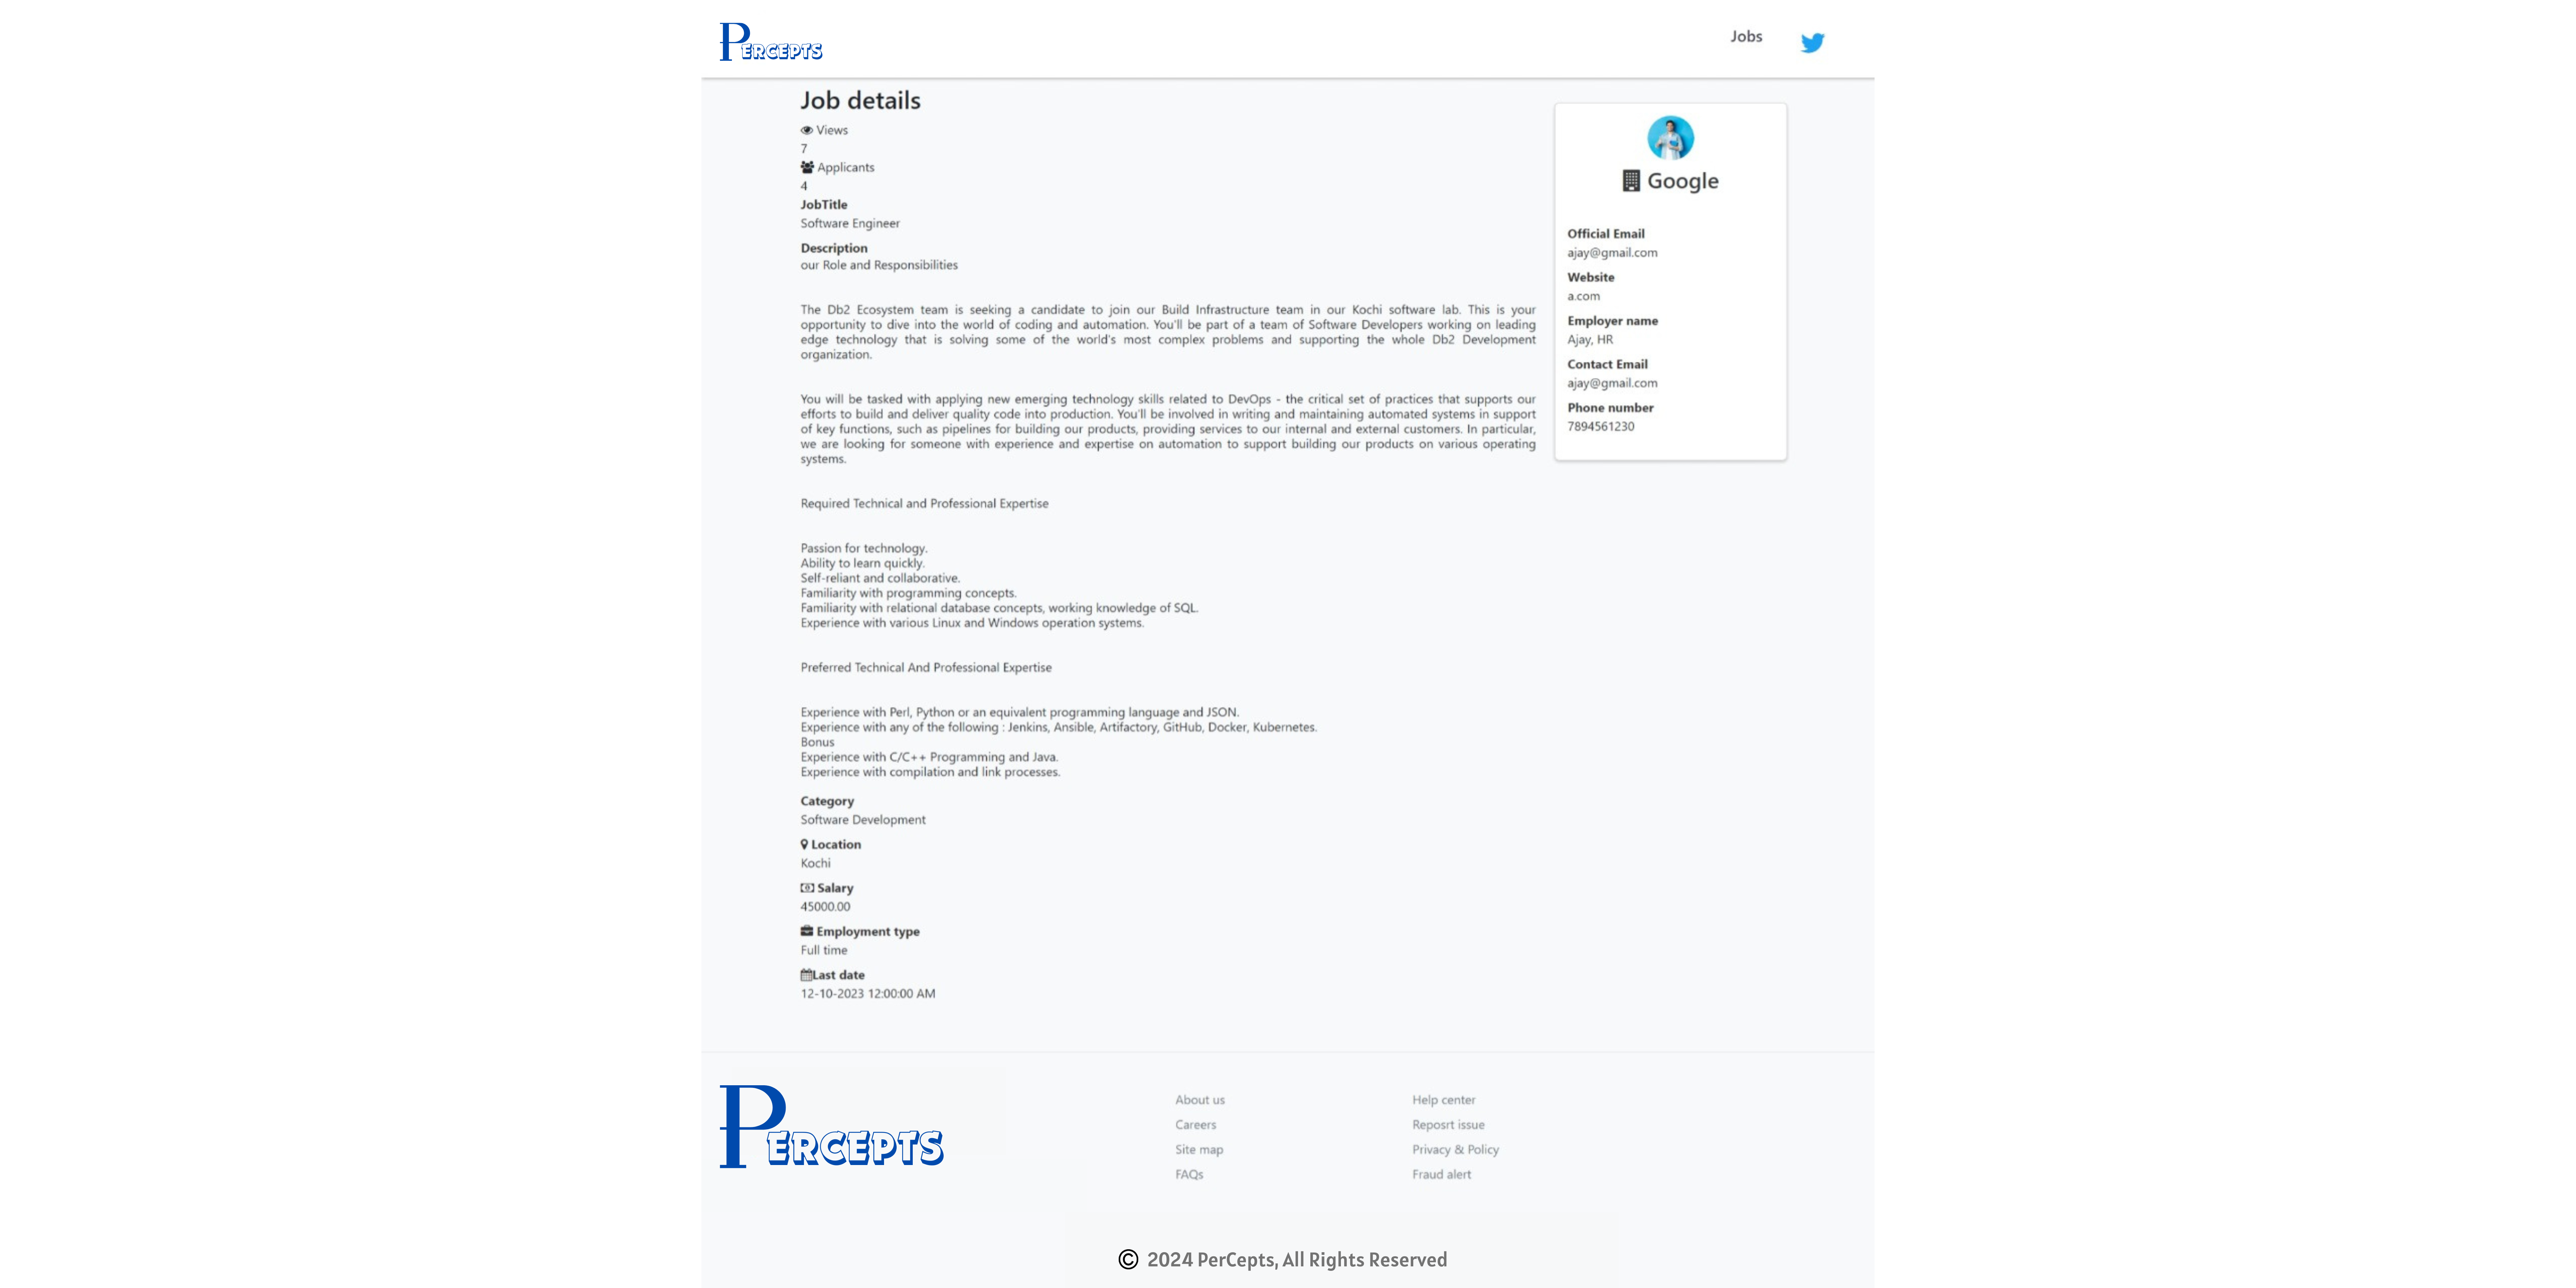 PERCEPTS
Jobs
Job details
Views
7
Applicants
4
JobTitle
Software Engineer
Description
our Role and Responsibilities
The Db2 Ecosystem team is seeking a candidate to join our Build Infrastructure team in our Kochi software lab. This is your
opportunity to dive into the world of coding and automation. You'll be part of a team of Software Developers working on leading
edge technology that is solving some of the world's most complex problems and supporting the whole Db2 Development
organization.
You will be tasked with applying new emerging technology skills related to DevOps - the critical set of practices that supports our
efforts to build and deliver quality code into production. You'll be involved in writing and maintaining automated systems in support
of key functions, such as pipelines for building our products, providing services to our internal and external customers. In particular,
we are looking for someone with experience and expertise on automation to support building our products on various operating
systems.
Required Technical and Professional Expertise
Passion for technology.
Ability to learn quickly.
Self-reliant and collaborative.
Familiarity with programming concepts.
Familiarity with relational database concepts, working knowledge of SQL.
Experience with various Linux and Windows operation systems.
Preferred Technical And Professional Expertise
Experience with Perl, Python or an equivalent programming language and JSON.
Experience with any of the following : Jenkins, Ansible, Artifactory, GitHub, Docker, Kubernetes.
Bonus
Experience with C/C++ Programming and Java.
Experience with compilation and link processes.
Category
Software Development
Location
Kochi
Salary
45000.00
Employment type
Full time
Last date
12-10-2023 12:00:00 AM
Google
Official Email
ajay@gmail.com
Website
a.com
Employer name
Ajay, HR
Contact Email
ajay@gmail.com
Phone number
7894561230
PERCEPTS
About us
Careers
Site map
FAQs
Help center
Reposrt issue
Privacy & Policy
Fraud alert
© 2024 PerCepts, All Rights Reserved